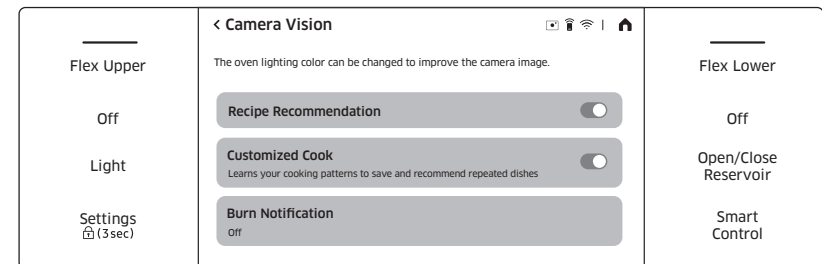 Flex Upper
Off
Light
Settings
(3sec)
< Camera Vision
The oven lighting color can be changed to improve the camera image.
Recipe Recommendation
Customized Cook
Learns your cooking patterns to save and recommend repeated dishes
Burn Notification
Off
Flex Lower
Off
Open/Close
Reservoir
Smart
Control